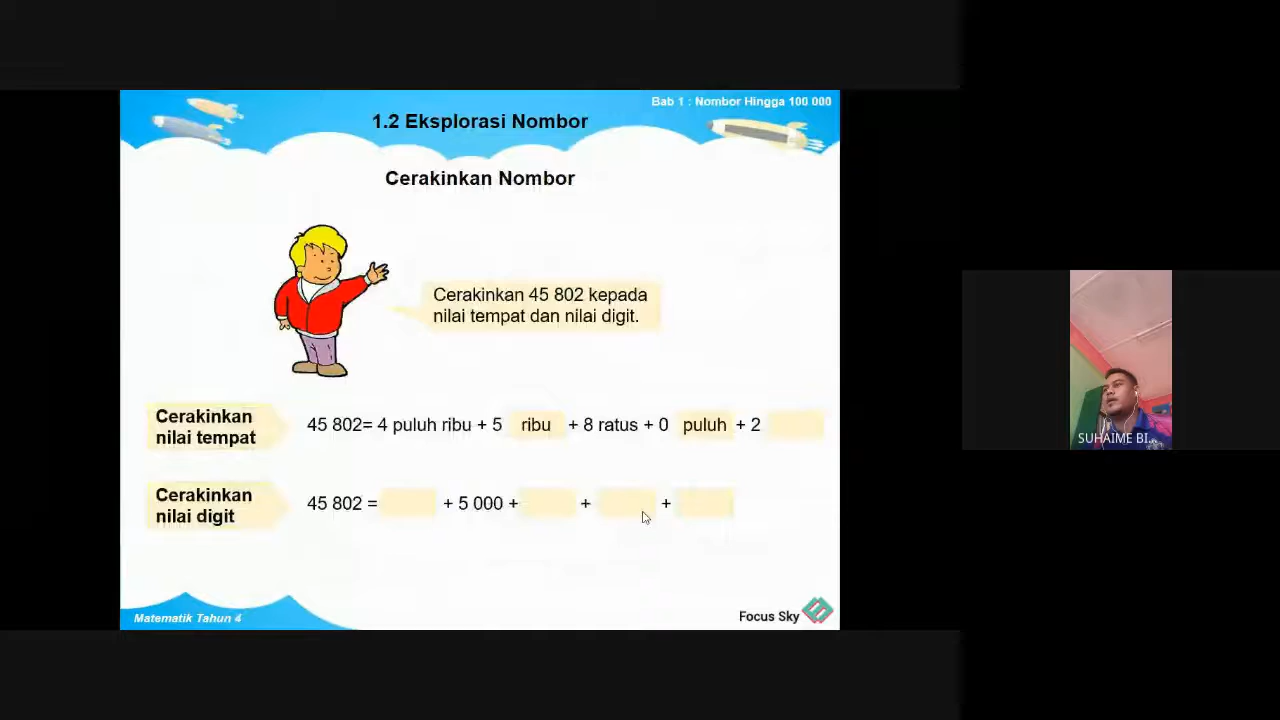 Bab 1 : Nombor Hingga 100 000
1.2 Eksplorasi Nombor
Cerakinkan Nombor
Cerakinkan 45 802 kepada
nilai tempat dan nilai digit.
Cerakinkan
nilai tempat
45 802= 4 puluh ribu + 5 ribu + 8 ratus + 0 puluh + 2
Cerakinkan
nilai digit
45 802 = + 5 000 + + +
SUHAIME BI...
Matematik Tahun 4
Focus Sky